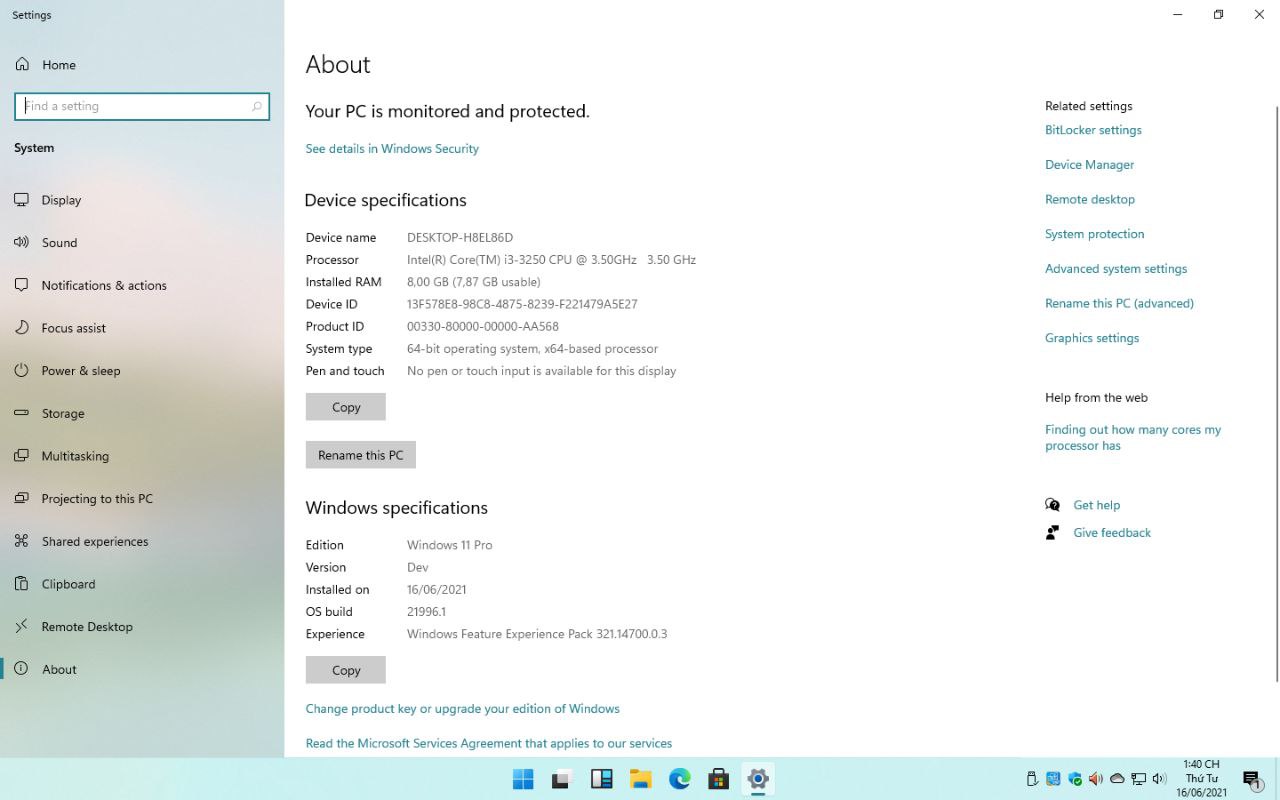 Settings
Home
Find a setting
System
Display
Sound
Notifications & actions
Focus assist
Power & sleep
Storage
Multitasking
Projecting to this PC
Shared experiences
Clipboard
Remote Desktop
About
About
Your PC is monitored and protected.
See details in Windows Security
Device specifications
Device name DESKTOP-H8EL86D
Processor Intel(R) Core(TM) i3-3250 CPU @ 3.50GHz 3.50 GHz
Installed RAM 8,00 GB (7,87 GB usable)
Device ID 13F578E8-98C8-4875-8239-F221479A5E27
Product ID 00330-80000-00000-AA568
System type 64-bit operating system, x64-based processor
Pen and touch No pen or touch input is available for this display
Copy
Rename this PC
Windows specifications
Edition Windows 11 Pro
Version Dev
Installed on 16/06/2021
OS build 21996.1
Experience Windows Feature Experience Pack 321.14700.0.3
Copy
Change product key or upgrade your edition of Windows
Read the Microsoft Services Agreement that applies to our services
Related settings
BitLocker settings
Device Manager
Remote desktop
System protection
Advanced system settings
Rename this PC (advanced)
Graphics settings
Help from the web
Finding out how many cores my
processor has
Get help
Give feedback
1:40 CH
Thứ Tư
16/06/2021
1